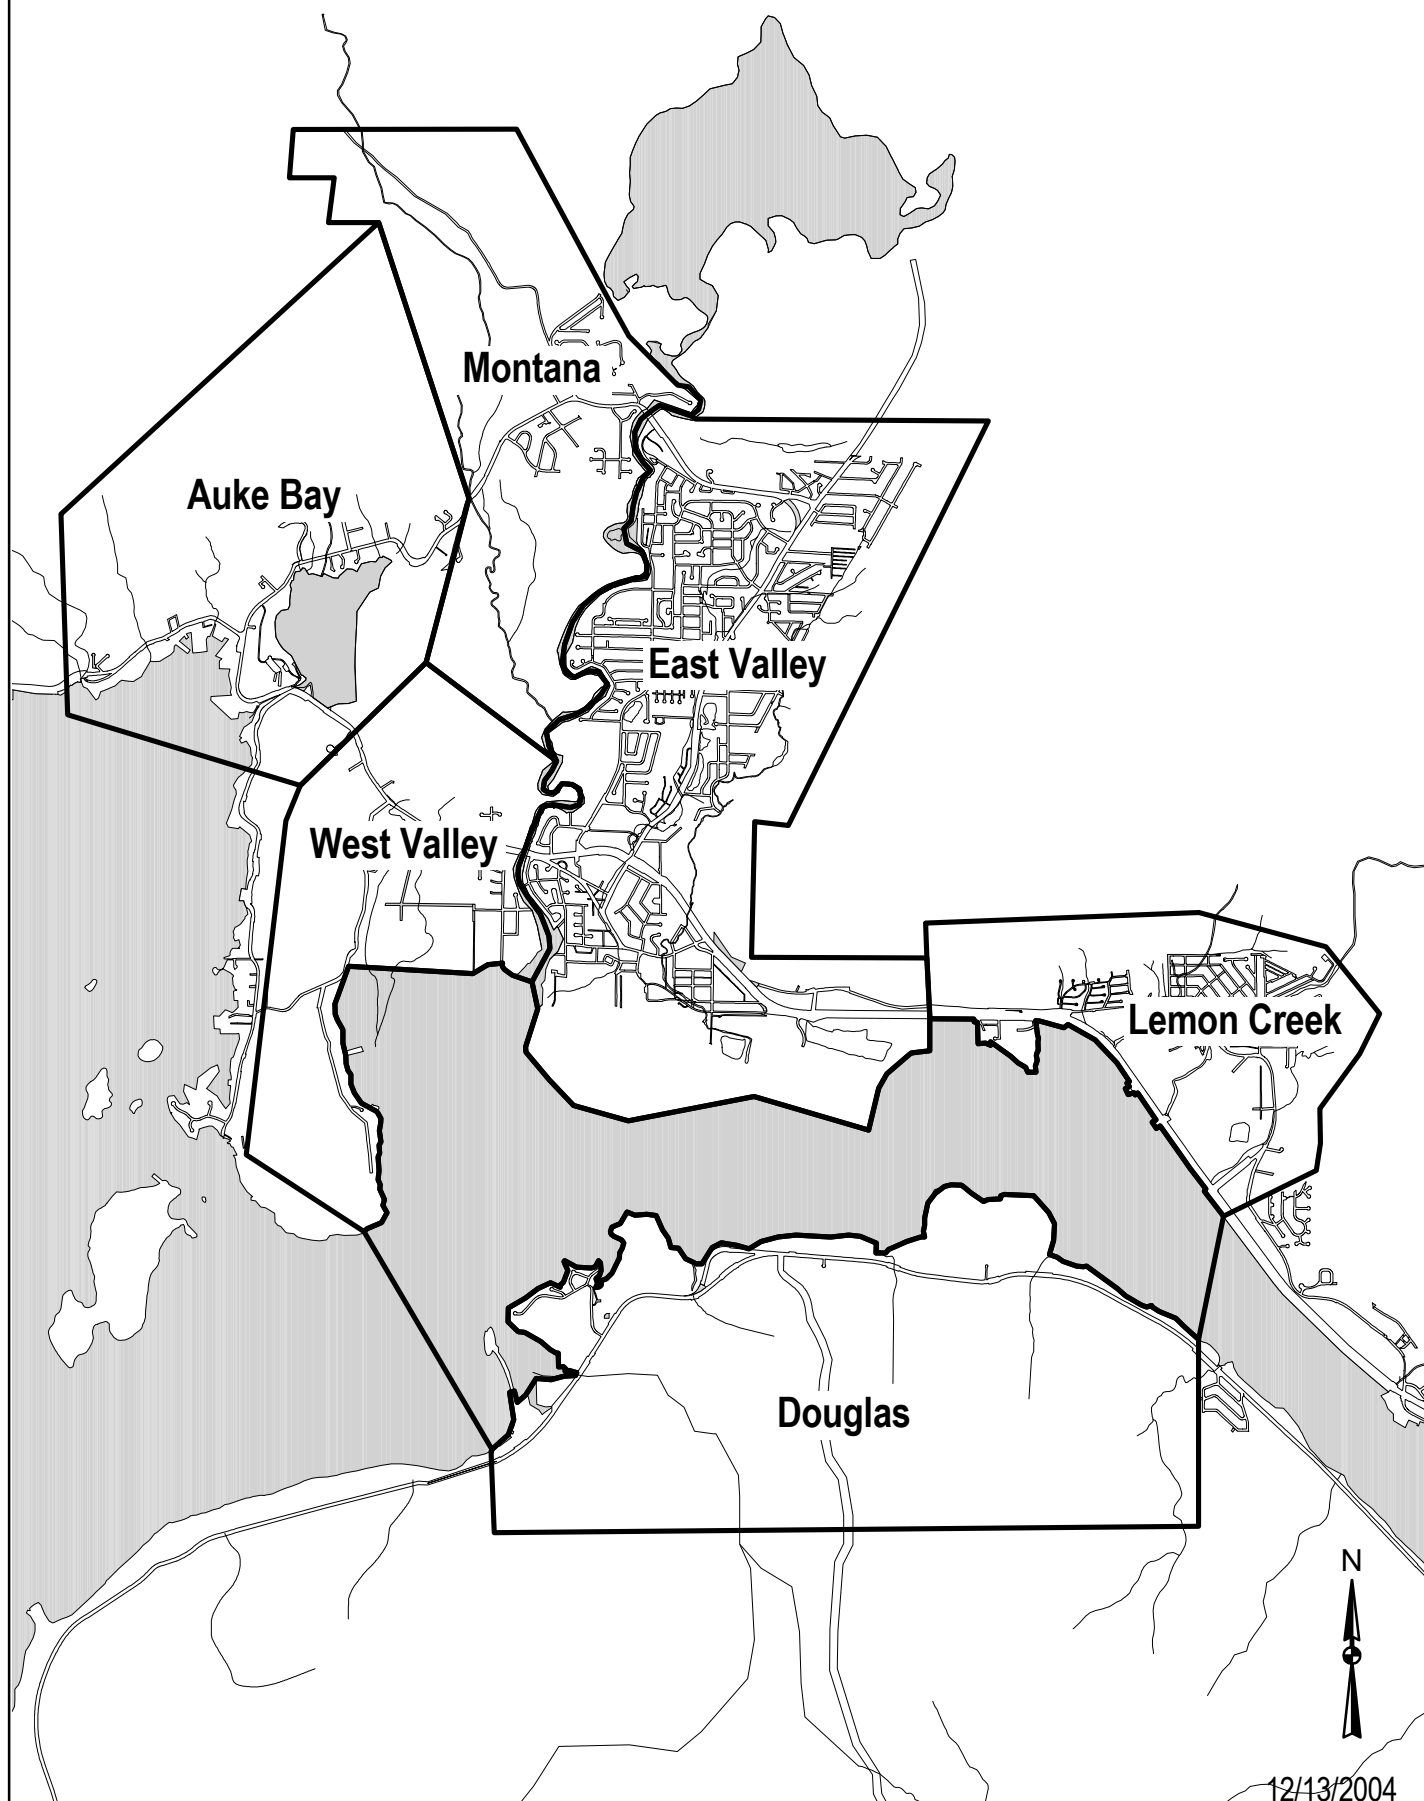 Montana
Auke Bay
East Valley
West Valley
Lemon Creek
Douglas
N
12/13/2004